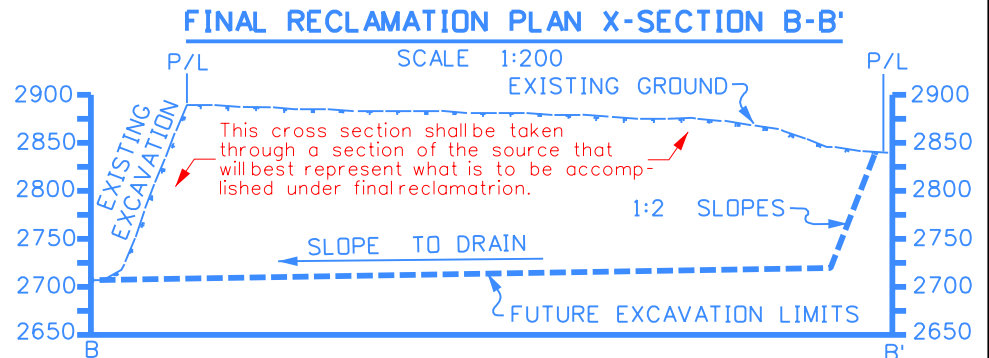 FINAL RECLAMATION PLAN X-SECTION B-B'
SCALE 1:200
P/L
P/L
EXISTING GROUND
2900
2900
EXISTING
EXCAVATION
This cross section shall be taken
through a section of the source that
will best represent what is to be accomp-
lished under final reclamatrion.
2850
2850
2800
2800
1:2 SLOPES
2750
2750
SLOPE TO DRAIN
2700
2700
FUTURE EXCAVATION LIMITS
2650
2650
B
B'